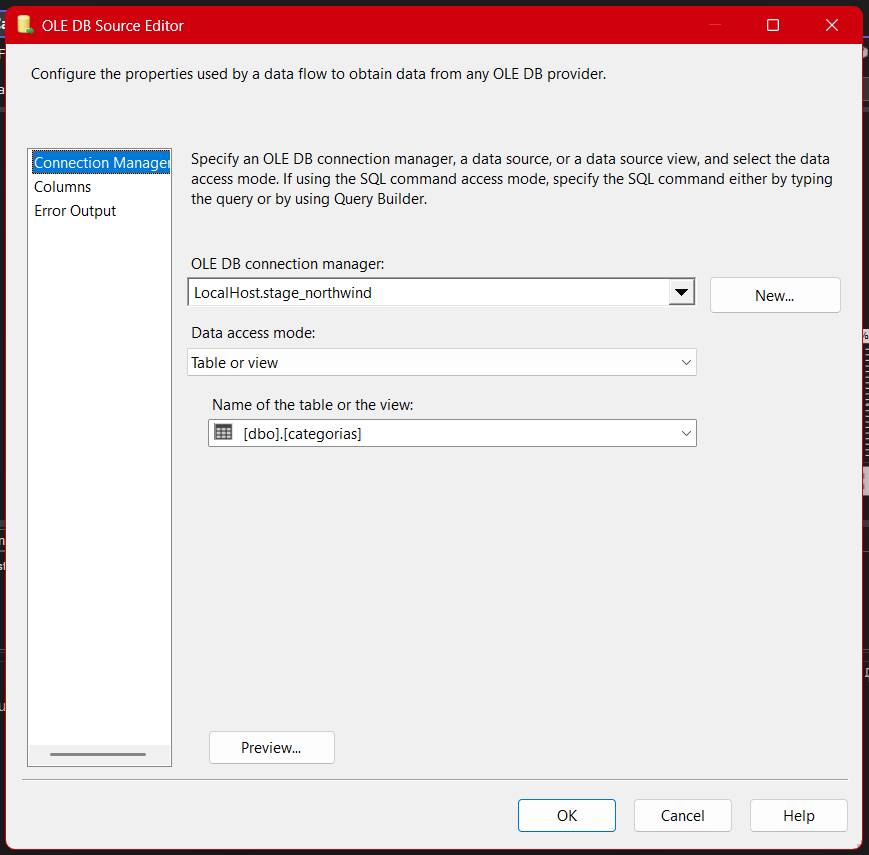 OLE DB Source Editor
Configure the properties used by a data flow to obtain data from any OLE DB provider.
Connection Manager
Columns
Error Output
Specify an OLE DB connection manager, a data source, or a data source view, and select the data
access mode. If using the SQL command access mode, specify the SQL command either by typing
the query or by using Query Builder.
OLE DB connection manager:
LocalHost.stage_northwind
New...
Data access mode:
Table or view
Name of the table or the view:
[dbo].[categorias]
Preview...
OK
Cancel
Help